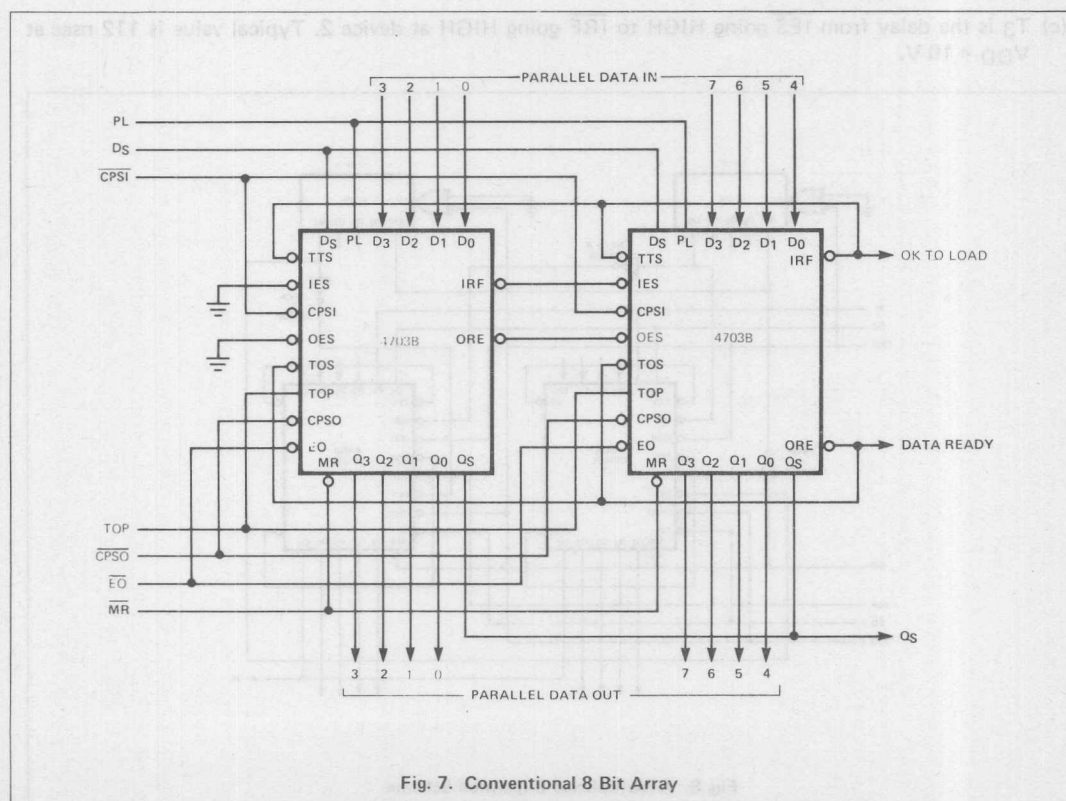 (c) T3 is the delay from IES going HIGH to IRF going HIGH at device 2. Typical value is 112 nsec at
VDD = 10 V.
PARALLEL DATA IN
3 2 1 0 7 6 5 4
PL
DS
CPSI
DS PL D3 D2 D1 D0 DS PL D3 D2 D1 D0
TTS TTS IRF OK TO LOAD
IES IRF IES
CPSI CPSI
OES 4703B ORE OES 4703B
TOS TOS
TOP TOP
CPSO CPSO
EO EO ORE DATA READY
MR Q3 Q2 Q1 Q0 QS MR Q3 Q2 Q1 Q0 QS
TOP
CPSO
EO
MR
QS
3 2 1 0 7 6 5 4
PARALLEL DATA OUT
Fig. 7. Conventional 8 Bit Array